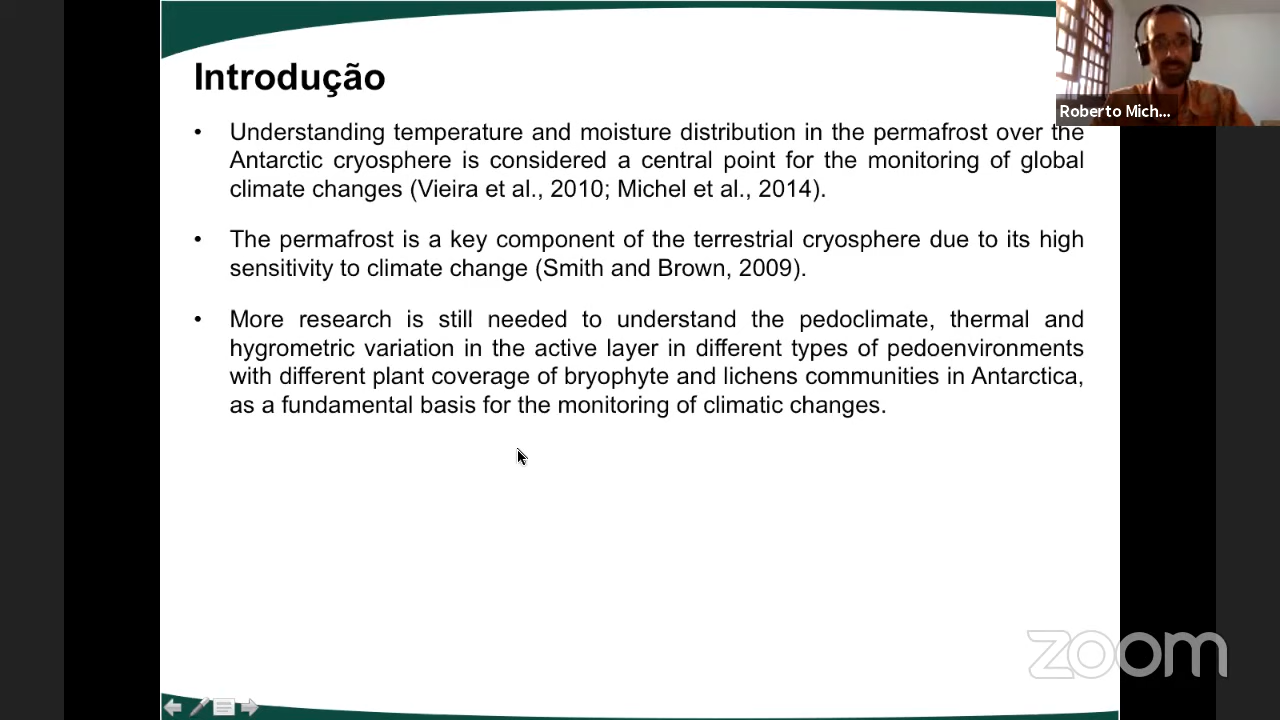 Introdução
• Understanding temperature and moisture distribution in the permafrost over the
Antarctic cryosphere is considered a central point for the monitoring of global
climate changes (Vieira et al., 2010; Michel et al., 2014).
• The permafrost is a key component of the terrestrial cryosphere due to its high
sensitivity to climate change (Smith and Brown, 2009).
• More research is still needed to understand the pedoclimate, thermal and
hygrometric variation in the active layer in different types of pedoenvironments
with different plant coverage of bryophyte and lichens communities in Antarctica,
as a fundamental basis for the monitoring of climatic changes.
Roberto Mich...
zoom